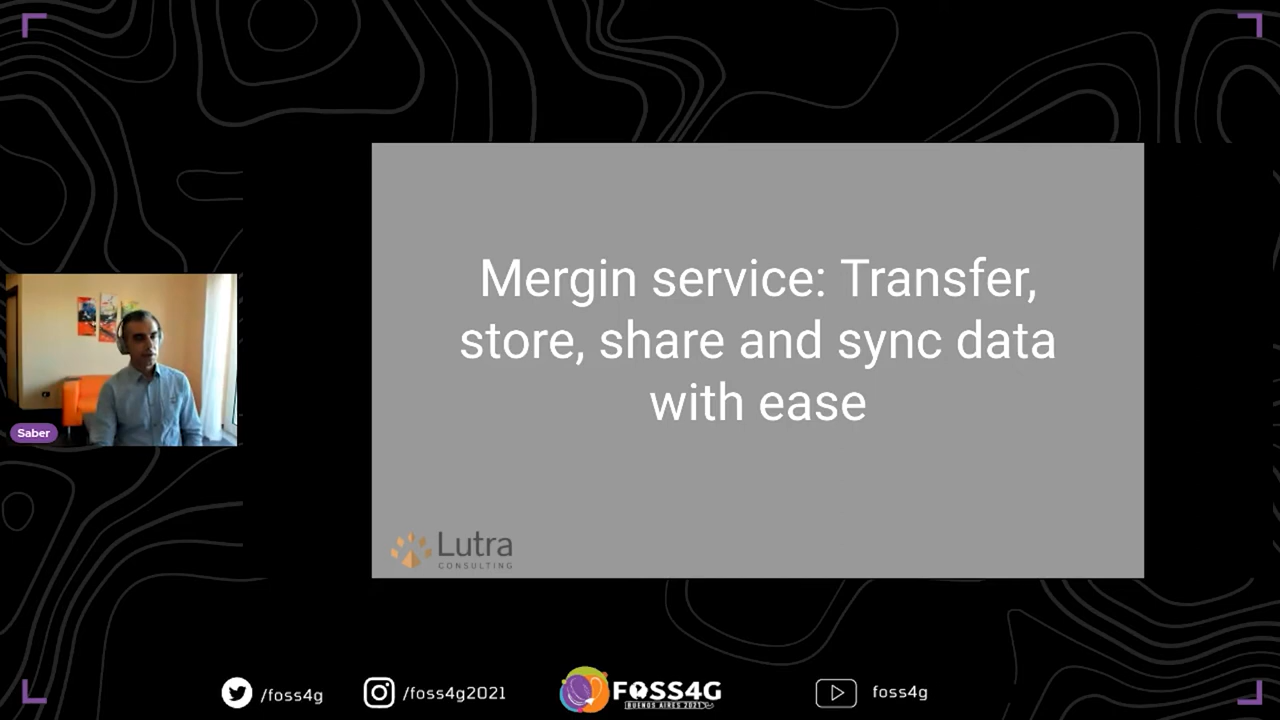 Mergin service: Transfer,
store, share and sync data
with ease
Saber
Lutra
CONSULTING
/foss4g
/foss4g2021
FOSS4G
BUENOS AIRES 2021
foss4g